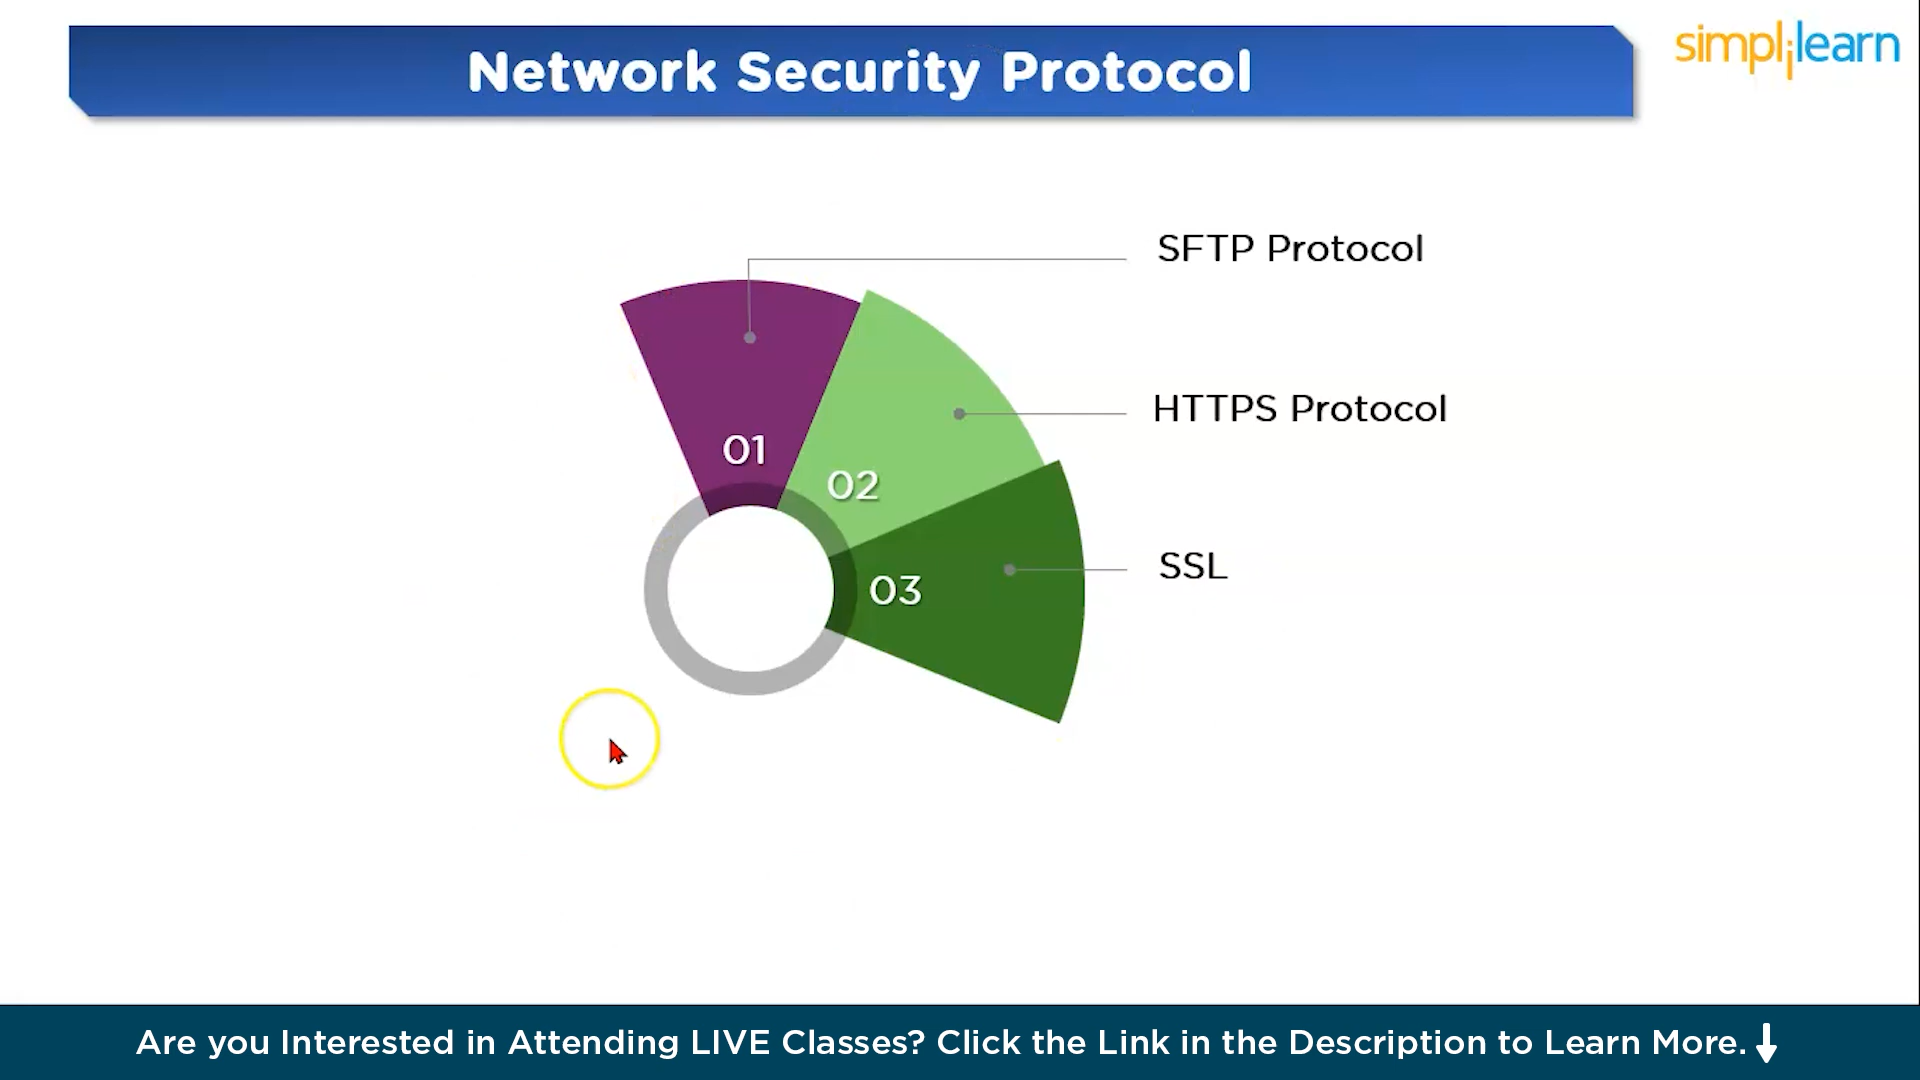 Network Security Protocol
simplilearn
SFTP Protocol
HTTPS Protocol
01
02
SSL
03
Are you Interested in Attending LIVE Classes? Click the Link in the Description to Learn More.